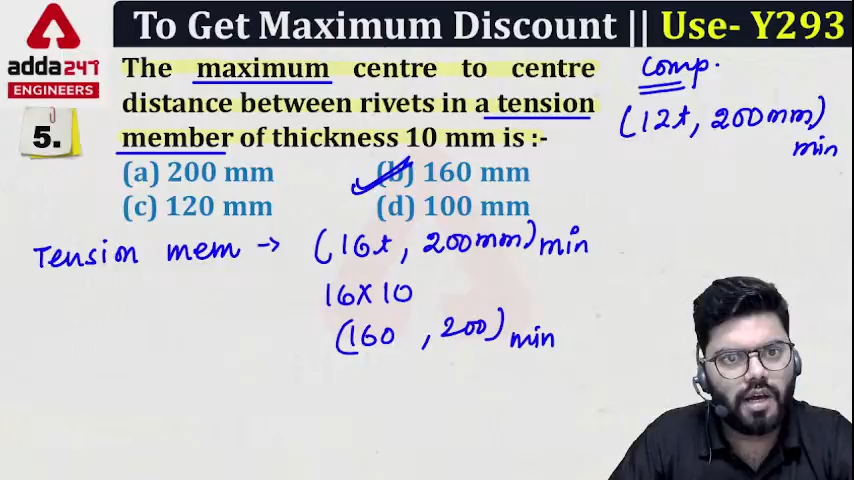 To Get Maximum Discount || Use- Y293
adda247
ENGINEERS
5.
The maximum centre to centre
distance between rivets in a tension
member of thickness 10 mm is :-
(a) 200 mm
(b) 160 mm
(c) 120 mm
(d) 100 mm
Comp.
(12t, 200mm)
min
Tension mem → (16t, 200mm) min
16×10
(160, 200) min